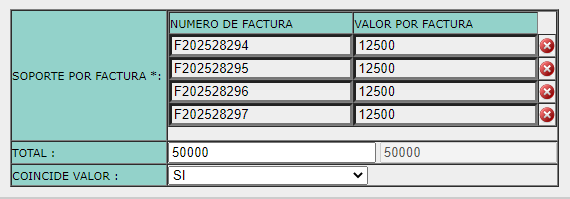 NUMERO DE FACTURA VALOR POR FACTURA
F202528294 12500
F202528295 12500
SOPORTE POR FACTURA *:
F202528296 12500
F202528297 12500
TOTAL : 50000 50000
COINCIDE VALOR : SI